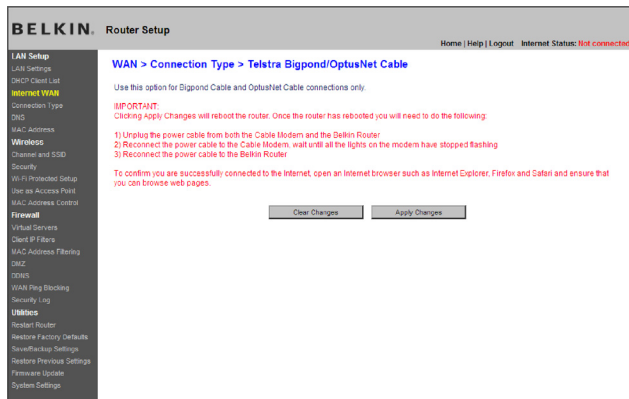 BELKIN. Router Setup
Home | Help | Logout Internet Status: Not connected
LAN Setup
LAN Settings
DHCP Client List
Internet WAN
Connection Type
DNS
MAC Address
Wireless
Channel and SSID
Security
Wi-Fi Protected Setup
Use as Access Point
MAC Address Control
Firewall
Virtual Servers
Client IP Filters
MAC Address Filtering
DMZ
DDNS
WAN Ping Blocking
Security Log
Utilities
Restart Router
Restore Factory Defaults
Save/Backup Settings
Restore Previous Settings
Firmware Update
System Settings
WAN > Connection Type > Telstra Bigpond/OptusNet Cable
Use this option for Bigpond Cable and OptusNet Cable connections only.
IMPORTANT:
Clicking Apply Changes will reboot the router. Once the router has rebooted you will need to do the following:
1) Unplug the power cable from both the Cable Modem and the Belkin Router
2) Reconnect the power cable to the Cable Modem, wait until all the lights on the modem have stopped flashing
3) Reconnect the power cable to the Belkin Router
To confirm you are successfully connected to the Internet, open an Internet browser such as Internet Explorer, Firefox and Safari and ensure that
you can browse web pages.
Clear Changes Apply Changes